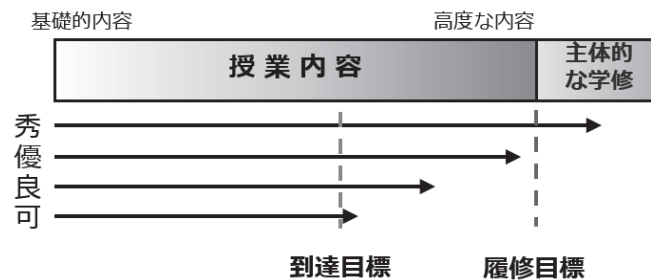 基礎的内容 高度な内容
授業内容 主体的
な学修
秀
優
良
可
到達目標 履修目標